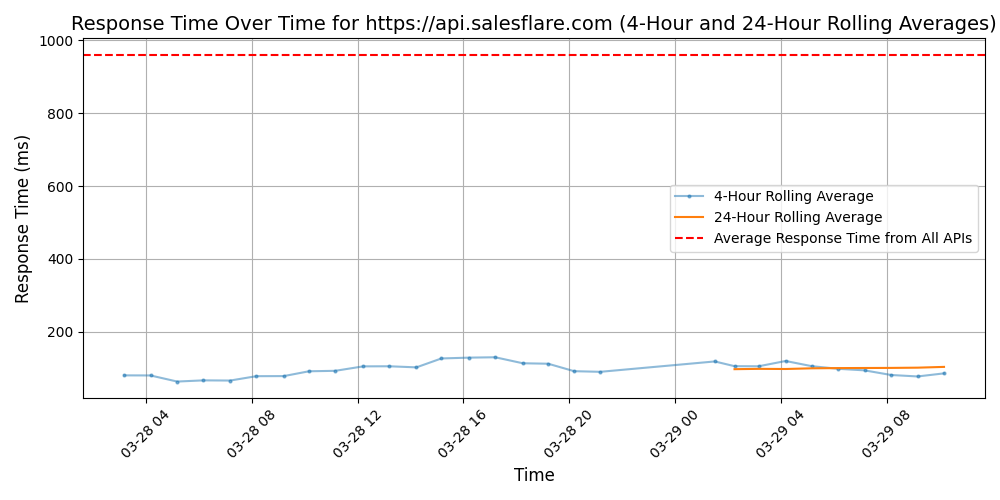 Response Time Over Time for https://api.salesflare.com (4-Hour and 24-Hour Rolling Averages)
Response Time (ms)
1000
800
600
400
200
4-Hour Rolling Average
24-Hour Rolling Average
Average Response Time from All APIs
03-28 04
03-28 08
03-28 12
03-28 16
03-28 20
03-29 00
03-29 04
03-29 08
Time